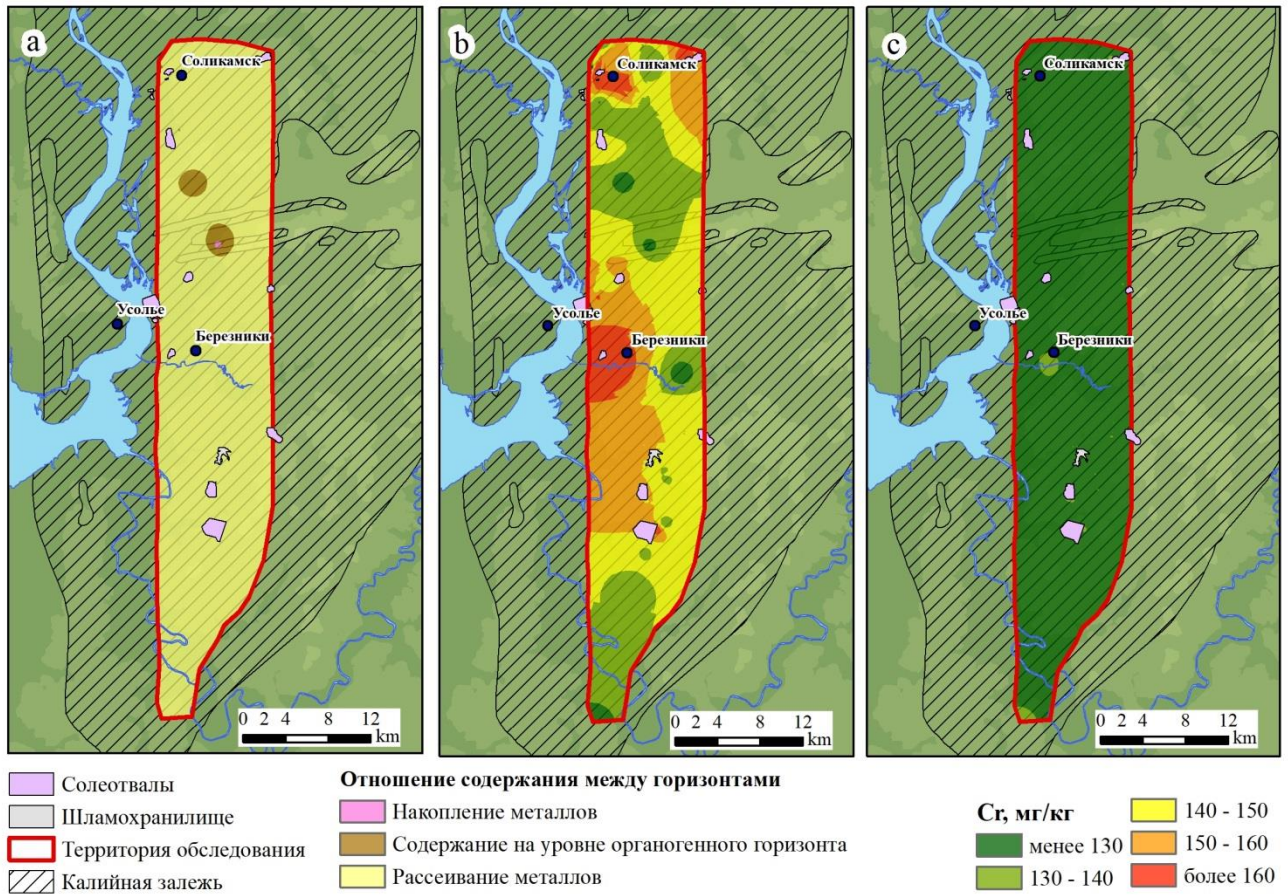 a
Соликамск
Усолье
Березники
0 2 4 8 12
km
b
Соликамск
Усолье
Березники
0 2 4 8 12
km
c
Соликамск
Усолье
Березники
0 2 4 8 12
km
Солеотвалы
Шламохранилище
Территория обследования
Калийная залежь
Отношение содержания между горизонтами
Накопление металлов
Содержание на уровне органогенного горизонта
Рассеивание металлов
Cr, мг/кг
менее 130
130 - 140
140 - 150
150 - 160
более 160